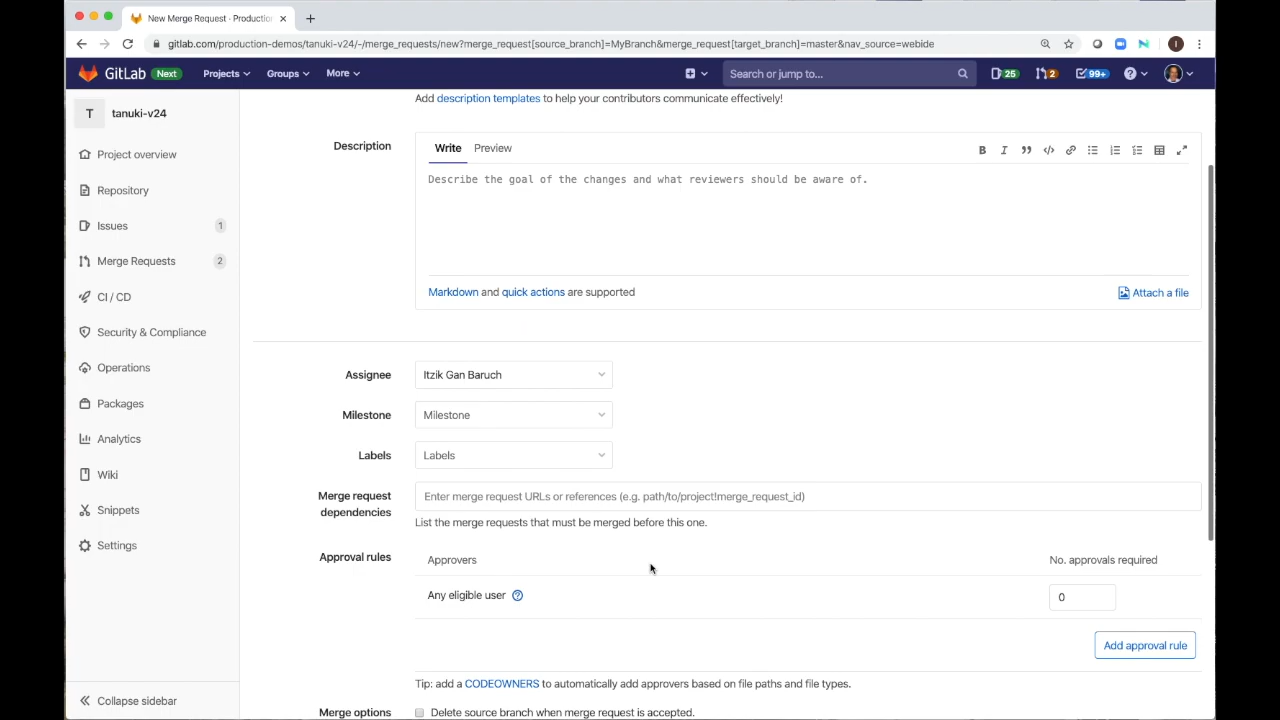 New Merge Request · Productio
gitlab.com/production-demos/tanuki-v24/-/merge_requests/new?merge_request[source_branch]=MyBranch&merge_request[target_branch]=master&nav_source=webide
I
GitLab Next Projects Groups More Search or jump to... 25 2 99+
T tanuki-v24
Project overview
Repository
Issues 1
Merge Requests 2
CI / CD
Security & Compliance
Operations
Packages
Analytics
Wiki
Snippets
Settings
Collapse sidebar
Add description templates to help your contributors communicate effectively!
Description
Write Preview
Describe the goal of the changes and what reviewers should be aware of.
Markdown and quick actions are supported
Attach a file
Assignee Itzik Gan Baruch
Milestone Milestone
Labels Labels
Merge request
dependencies
Enter merge request URLs or references (e.g. path/to/project!merge_request_id)
List the merge requests that must be merged before this one.
Approval rules Approvers No. approvals required
Any eligible user 0
Add approval rule
Tip: add a CODEOWNERS to automatically add approvers based on file paths and file types.
Merge options Delete source branch when merge request is accepted.